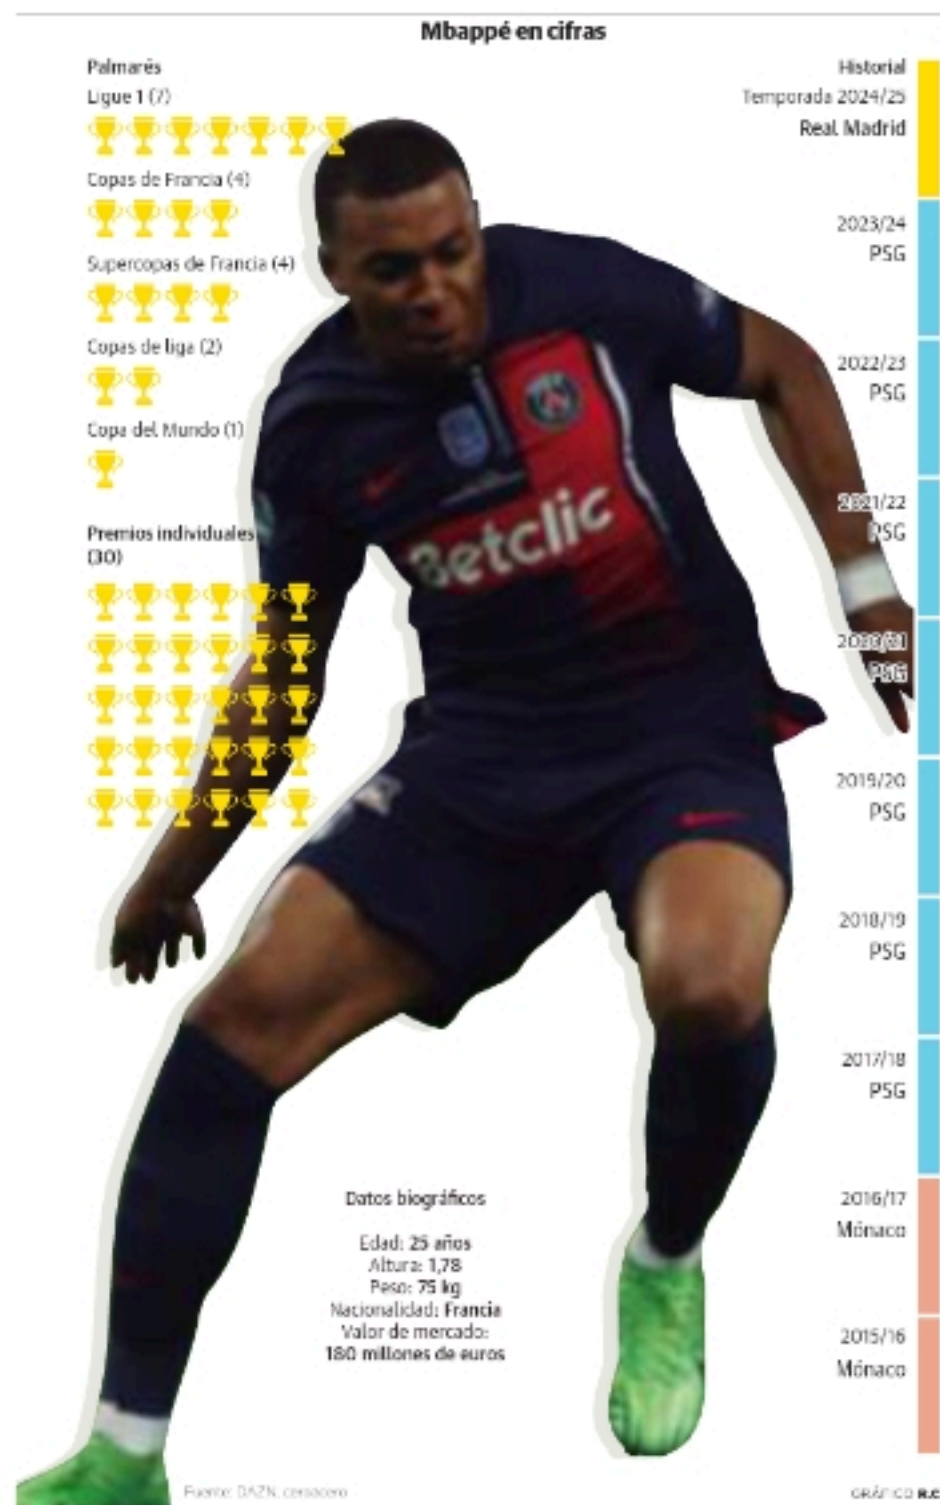 Mbappé en cifras
Palmarés
Ligue 1 (7)
Copas de Francia (4)
Supercopas de Francia (4)
Copas de liga (2)
Copa del Mundo (1)
Premios individuales
(30)
Historial
Temporada 2024/25
Real Madrid
2023/24
PSG
2022/23
PSG
2021/22
PSG
2020/21
PSG
2019/20
PSG
2018/19
PSG
2017/18
PSG
2016/17
Mónaco
2015/16
Mónaco
Betclic
Datos biográficos
Edad: 25 años
Altura: 1,78
Peso: 75 kg
Nacionalidad: Francia
Valor de mercado:
180 millones de euros
Fuente: DAZN, ceroacero
GRÁFICO R.C